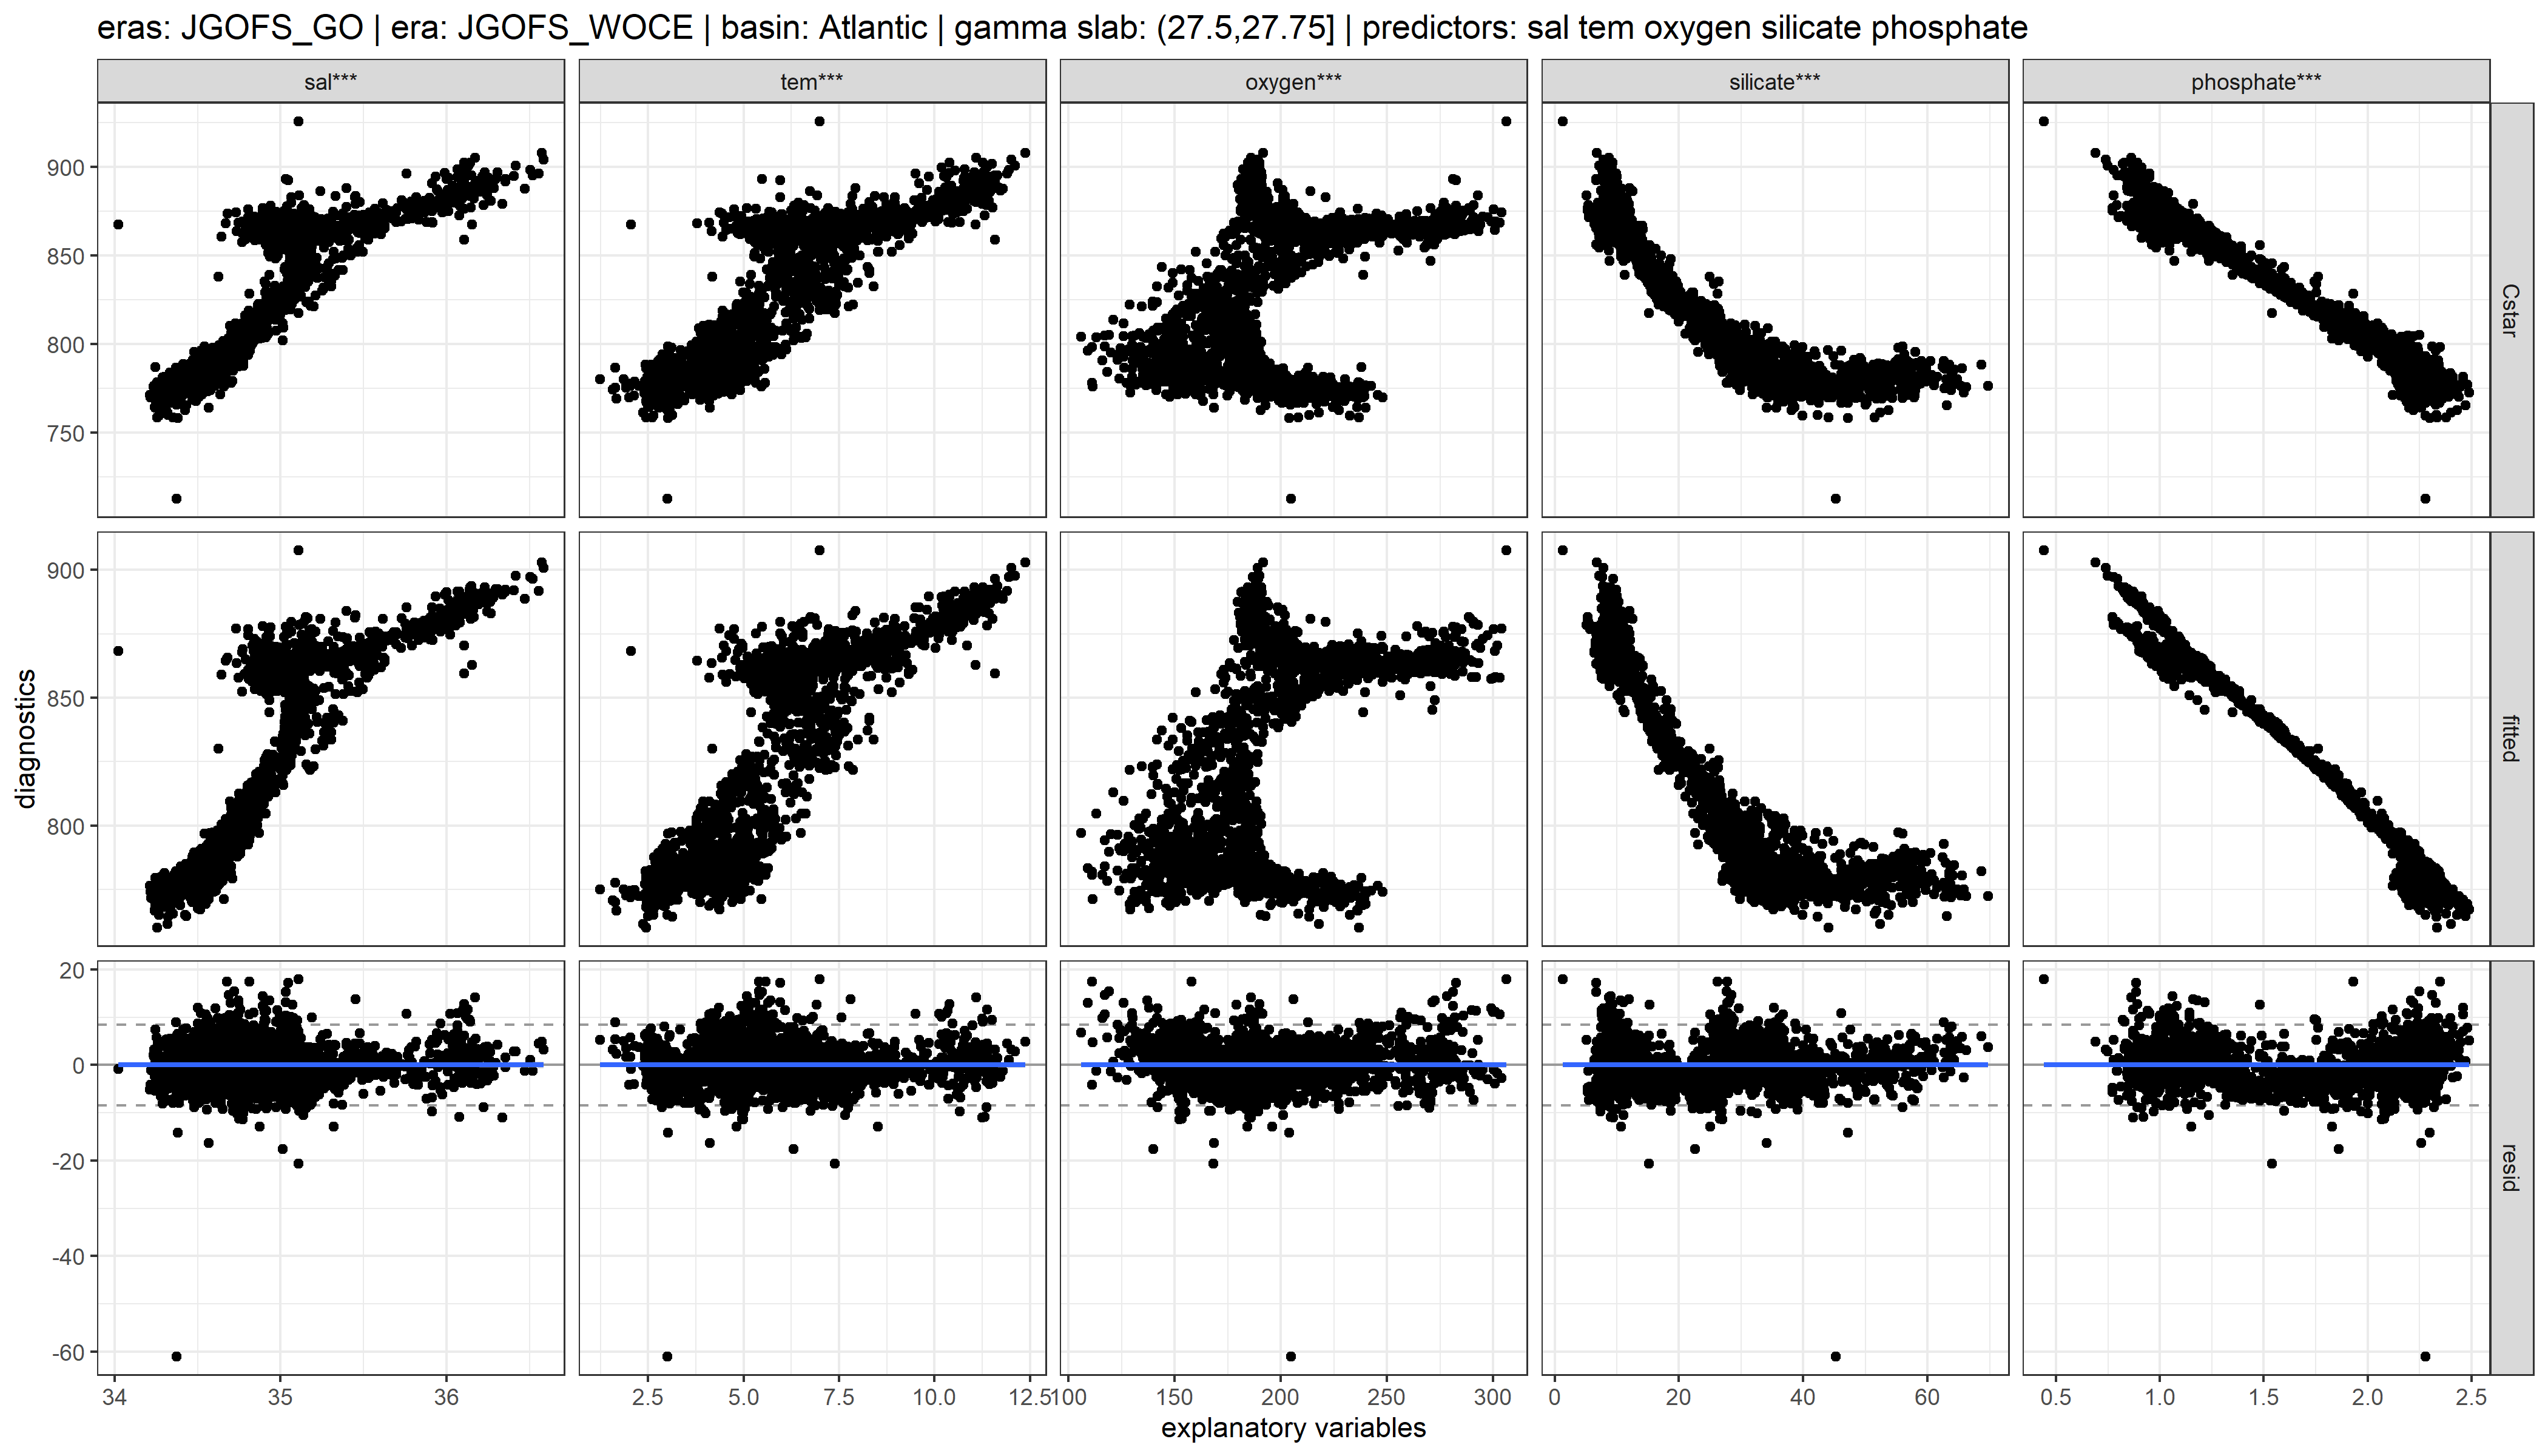 eras: JGOFS_GO | era: JGOFS_WOCE | basin: Atlantic | gamma slab: (27.5,27.75] | predictors: sal tem oxygen silicate phosphate
sal*** tem*** oxygen*** silicate*** phosphate***
900
850
800
750
Cstar
900
850
800
fitted
diagnostics
20
0
-20
-40
-60
resid
34 35 36 2.5 5.0 7.5 10.0 12.5 100 150 200 250 300 0 20 40 60 0.5 1.0 1.5 2.0 2.5
explanatory variables